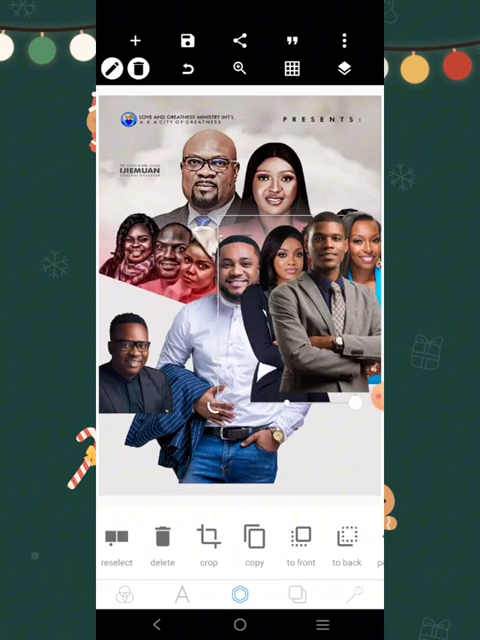 LOVE AND GREATNESS MINISTRY INT'L
A. K. A CITY OF GREATNESS
PRESENTS:
IJIEMUAN
reselect delete crop copy to front to back